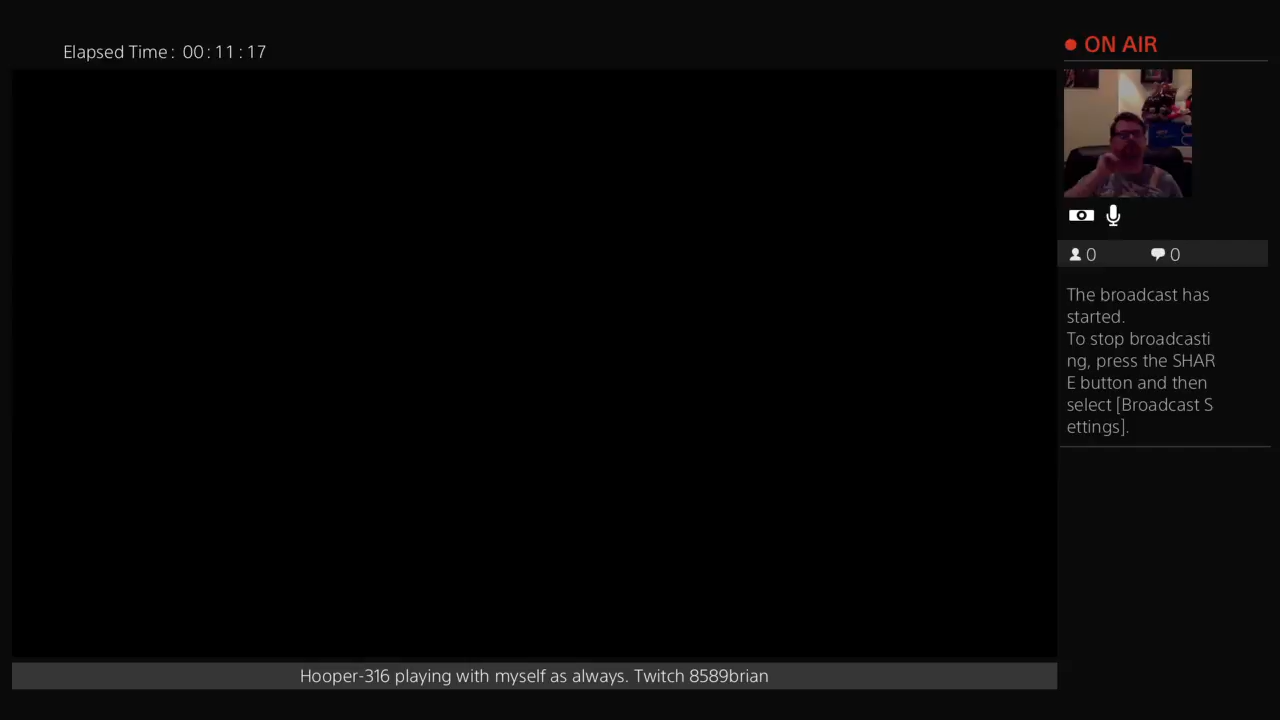 Elapsed Time: 00:11:17
ON AIR
0 0
The broadcast has
started.
To stop broadcasti
ng, press the SHAR
E button and then
select [Broadcast S
ettings].
Hooper-316 playing with myself as always. Twitch 8589brian